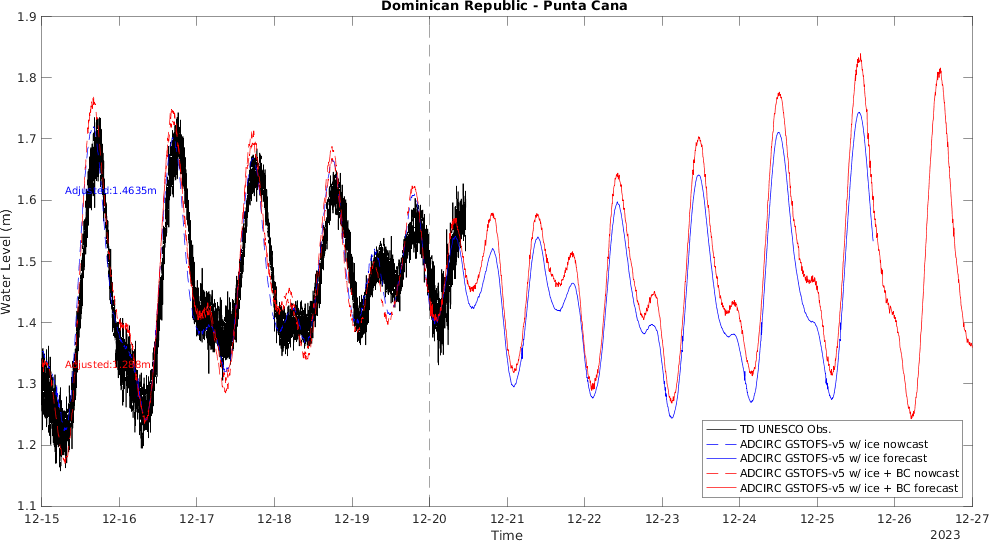 Dominican Republic - Punta Cana
Water Level (m)
1.9
1.8
1.7
1.6
1.5
1.4
1.3
1.2
1.1
Adjusted:1.4635m
TD UNESCO Obs.
ADCIRC GSTOFS-v5 w/ ice nowcast
ADCIRC GSTOFS-v5 w/ ice forecast
ADCIRC GSTOFS-v5 w/ ice + BC nowcast
ADCIRC GSTOFS-v5 w/ ice + BC forecast
12-15 12-16 12-17 12-18 12-19 12-20 12-21 12-22 12-23 12-24 12-25 12-26 12-27
Time
2023